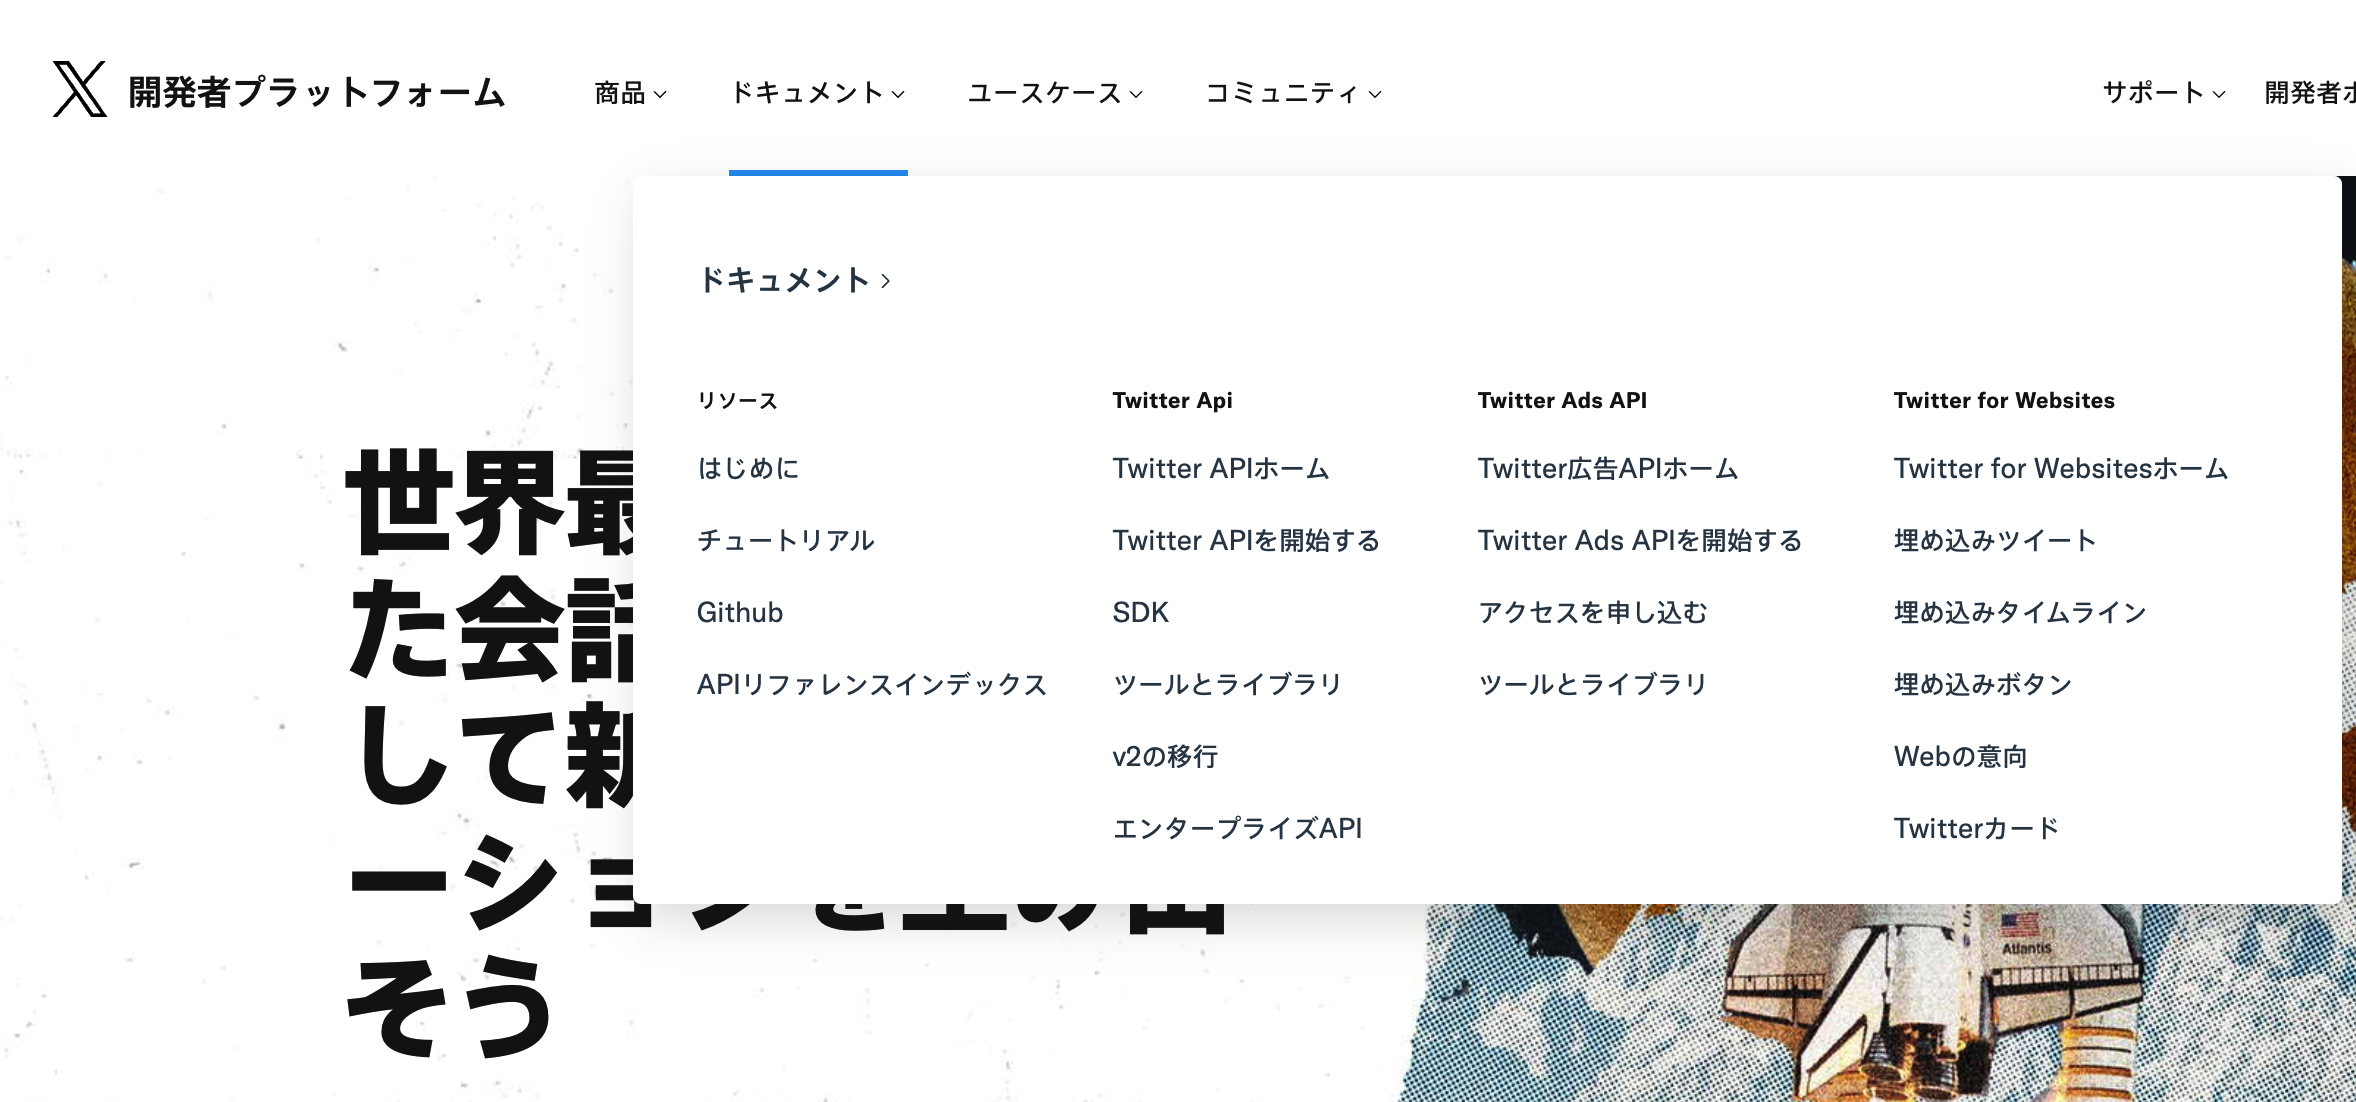 開発者プラットフォーム
商品
ドキュメント
ユースケース
コミュニティ
サポート
開発者
ドキュメント
リソース
はじめに
チュートリアル
Github
APIリファレンスインデックス
Twitter Api
Twitter APIホーム
Twitter APIを開始する
SDK
ツールとライブラリ
v2の移行
エンタープライズAPI
Twitter Ads API
Twitter広告APIホーム
Twitter Ads APIを開始する
アクセスを申し込む
ツールとライブラリ
Twitter for Websites
Twitter for Websitesホーム
埋め込みツイート
埋め込みタイムライン
埋め込みボタン
Webの意向
Twitterカード
世界最
た会話
して新
ーションを生み出
そう
Atlantis